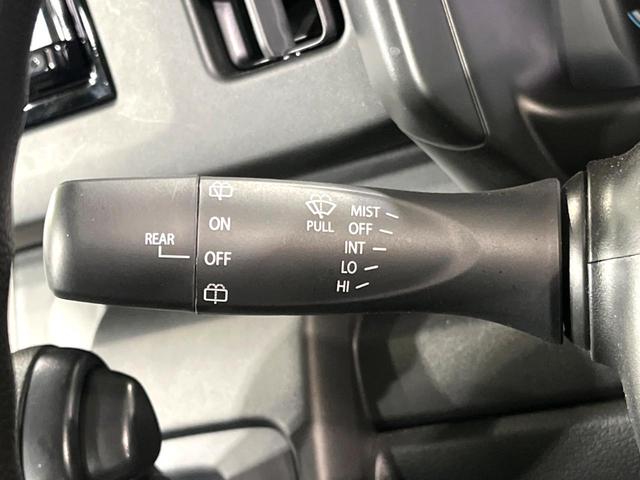 REAR
ON
OFF
PULL
MIST
OFF
INT
LO
HI